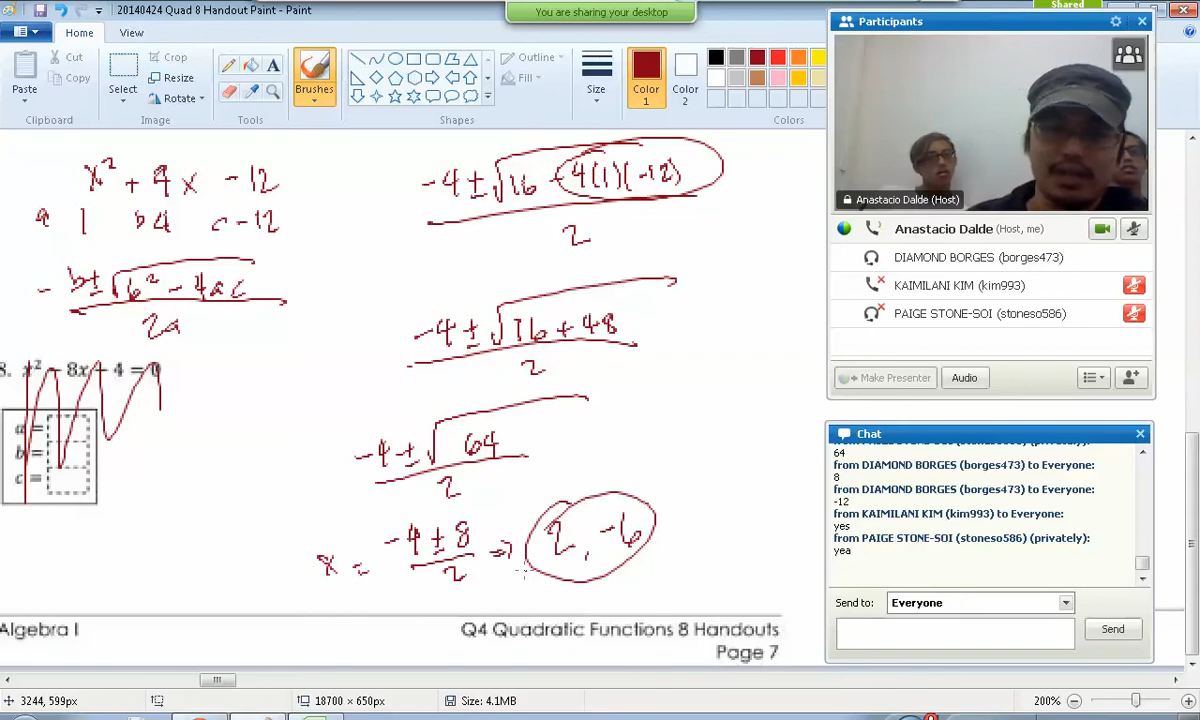 20140424 Quad 8 Handout Paint - Paint
You are sharing your desktop
Shared
Home
View
Paste
Cut
Copy
Clipboard
Select
Crop
Resize
Rotate
Image
A
Tools
Brushes
Outline
Fill
Shapes
Size
Color 1
Color 2
Colors
x² + 4x - 12
a 1 b 4 c -12
- b ± √b² - 4ac
2a
8. x² - 8x + 4 = 0
a =
b =
c =
-4 ± √16 - 4(1)(-12)
2
-4 ± √16 + 48
2
-4 ± √64
2
x = -4 ± 8 ⇒ 2, -6
2
Algebra I
Q4 Quadratic Functions 8 Handouts
Page 7
Participants
Anastacio Dalde (Host)
Anastacio Dalde (Host, me)
DIAMOND BORGES (borges473)
KAIMILANI KIM (kim993)
PAIGE STONE-SOI (stoneso586)
Make Presenter
Audio
Chat
64
from DIAMOND BORGES (borges473) to Everyone:
8
from DIAMOND BORGES (borges473) to Everyone:
-12
from KAIMILANI KIM (kim993) to Everyone:
yes
from PAIGE STONE-SOI (stoneso586) (privately):
yea
Send to:
Everyone
Send
3244, 599px
18700 × 650px
Size: 4.1MB
200%